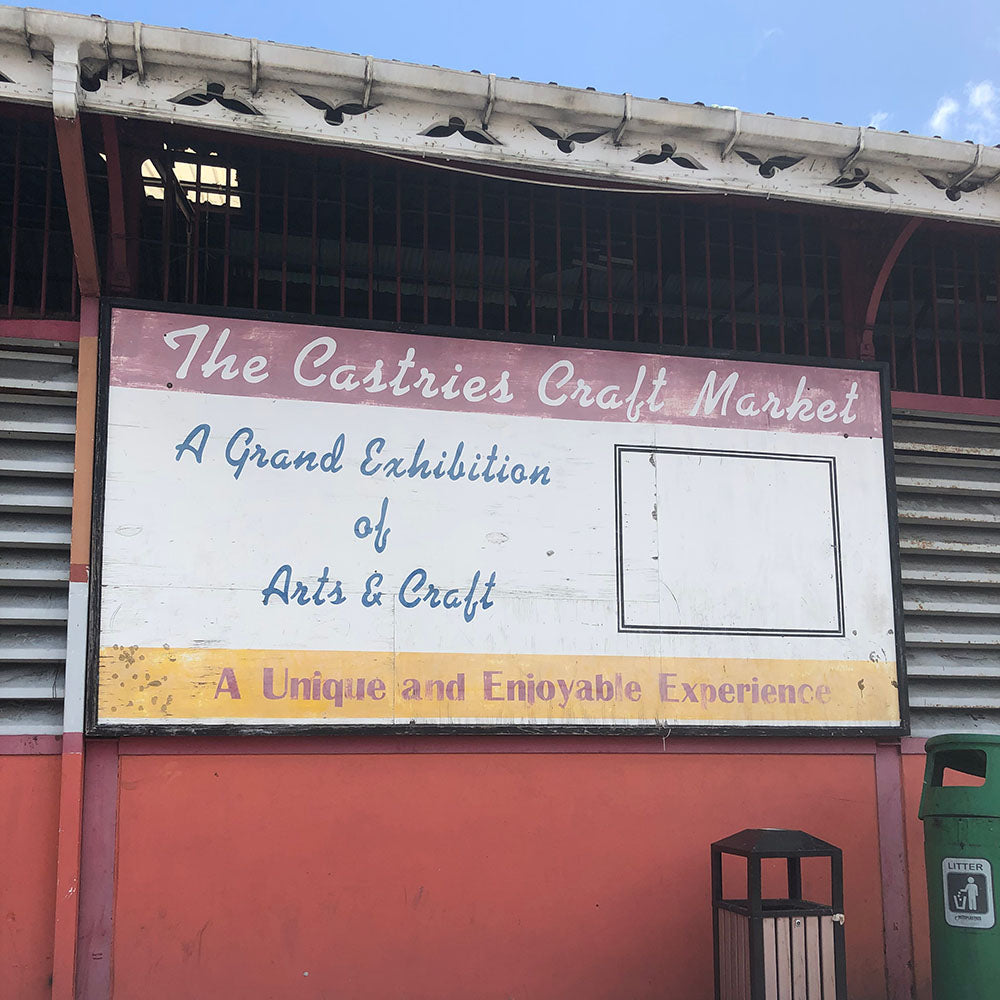 The Castries Craft Market
A Grand Exhibition
of
Arts & Craft
A Unique and Enjoyable Experience
LITTER